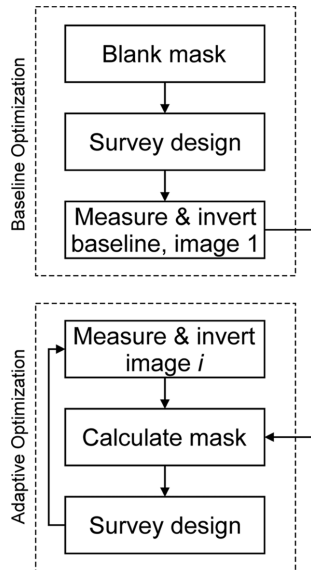 Baseline Optimization
Blank mask
Survey design
Measure & invert
baseline, image 1
Adaptive Optimization
Measure & invert
image i
Calculate mask
Survey design